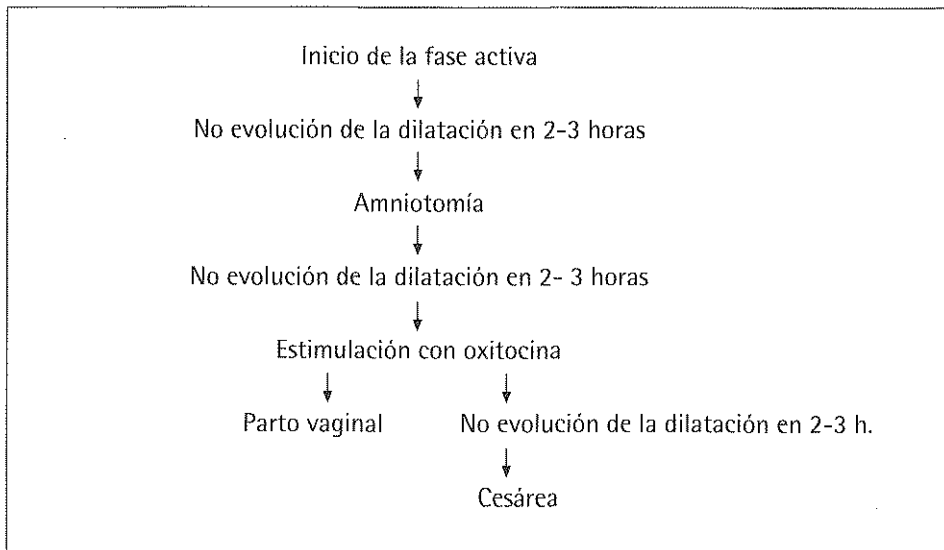 Inicio de la fase activa
No evolución de la dilatación en 2-3 horas
Amniotomía
No evolución de la dilatación en 2- 3 horas
Estimulación con oxitocina
Parto vaginal
No evolución de la dilatación en 2-3 h.
Cesárea